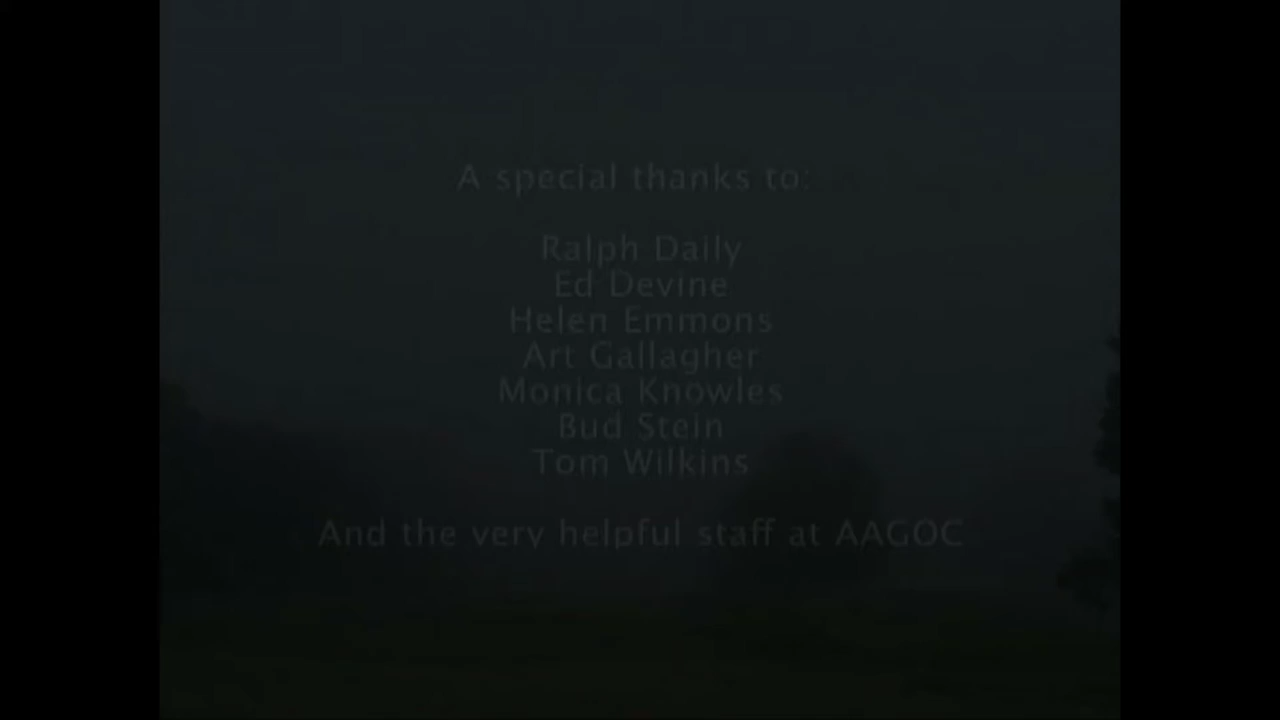 A special thanks to:
Ralph Daily
Ed Devine
Helen Emmons
Art Gallagher
Monica Knowles
Bud Stein
Tom Wilkins
And the very helpful staff at AAGOC